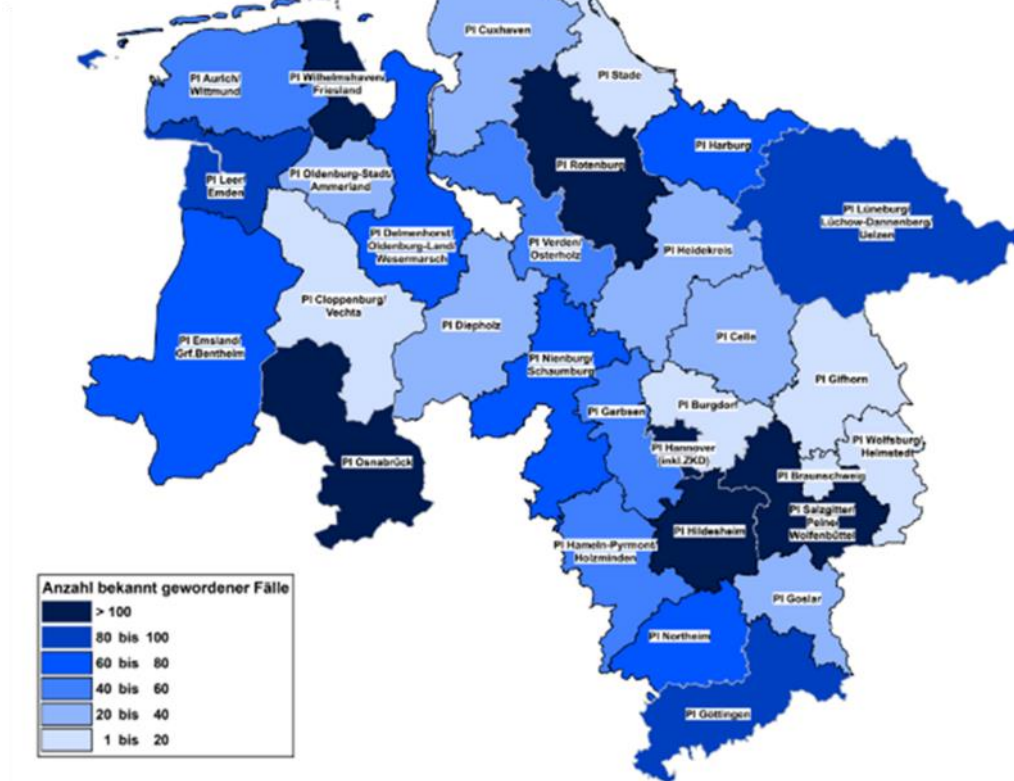 PI Cuxhaven
PI Stade
PI Aurich/
Wittmund
PI Wilhelmshaven/
Friesland
PI Harburg
PI Rotenburg
PI Leer/
Emden
PI Oldenburg-Stadt/
Ammerland
PI Lüneburg/
Lüchow-Dannenberg/
Uelzen
PI Delmenhorst/
Oldenburg-Land/
Wesermarsch
PI Verden/
Osterholz
PI Heidekreis
PI Cloppenburg/
Vechta
PI Diepholz
PI Celle
PI Emsland/
Grf.Bentheim
PI Nienburg/
Schaumburg
PI Gifhorn
PI Garbsen
PI Burgdorf
PI Hannover
(inkl.ZKD)
PI Wolfsburg/
Helmstedt
PI Osnabrück
PI Braunschweig
PI Salzgitter/
Peine/
Wolfenbüttel
PI Hildesheim
PI Hameln-Pyrmont/
Holzminden
PI Goslar
PI Northeim
PI Göttingen
Anzahl bekannt gewordener Fälle
> 100
80 bis 100
60 bis 80
40 bis 60
20 bis 40
1 bis 20